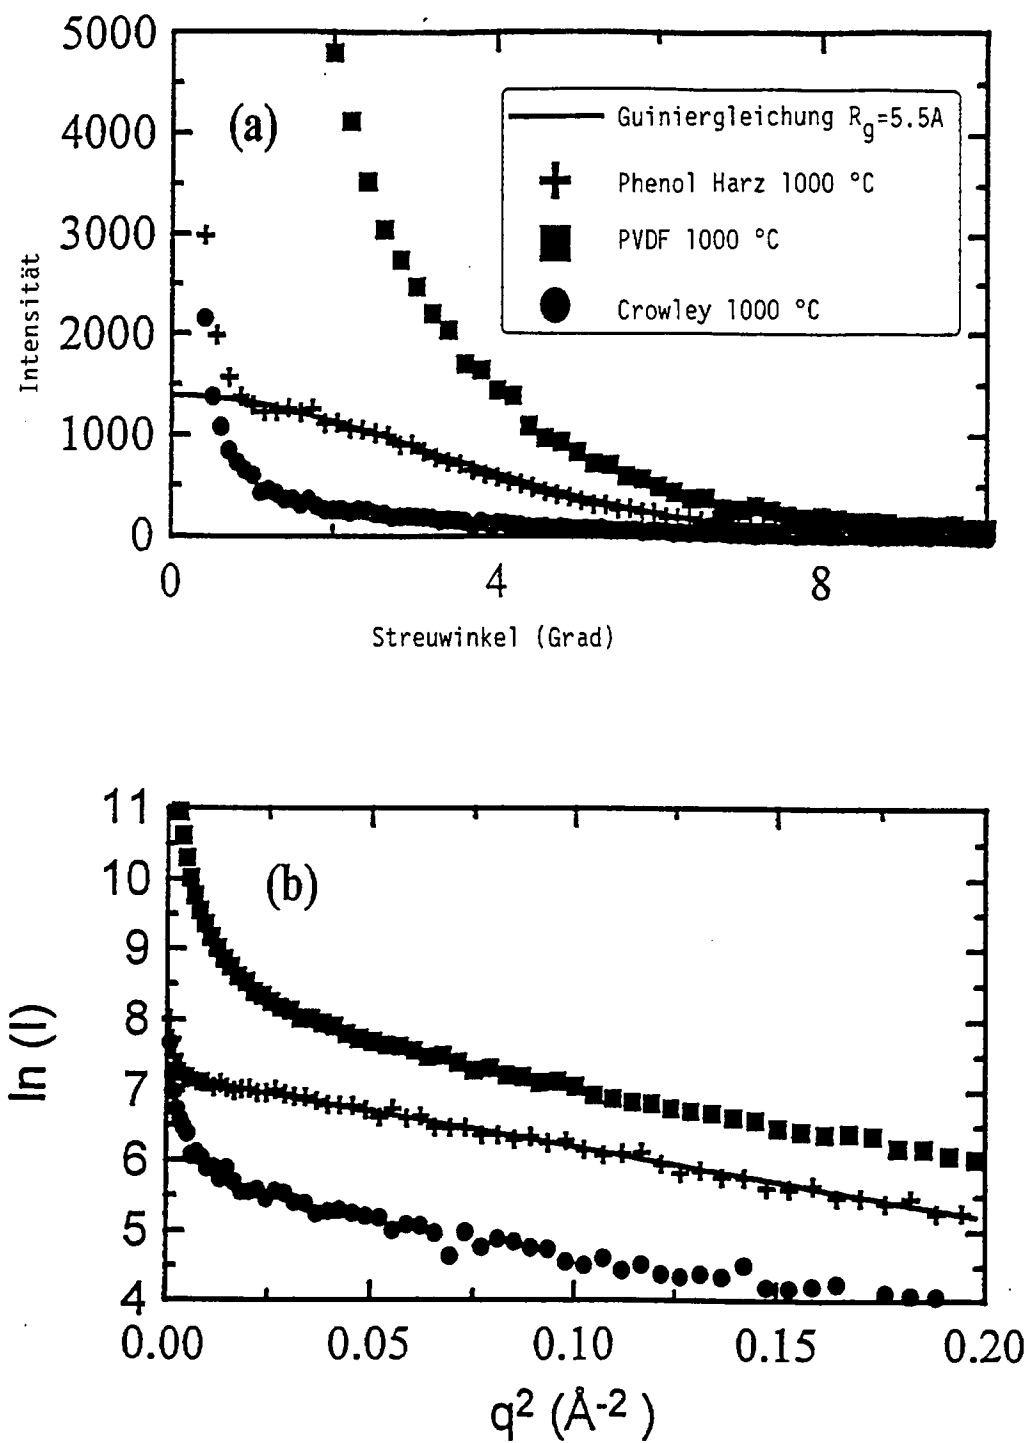 5000
4000
3000
2000
1000
0
Intensität
(a)
Guiniergleichung Rg=5.5A
Phenol Harz 1000 °C
PVDF 1000 °C
Crowley 1000 °C
0 4 8
Streuwinkel (Grad)
11
10
9
8
7
6
5
4
ln (I)
(b)
0.00 0.05 0.10 0.15 0.20
q² (Å⁻²)